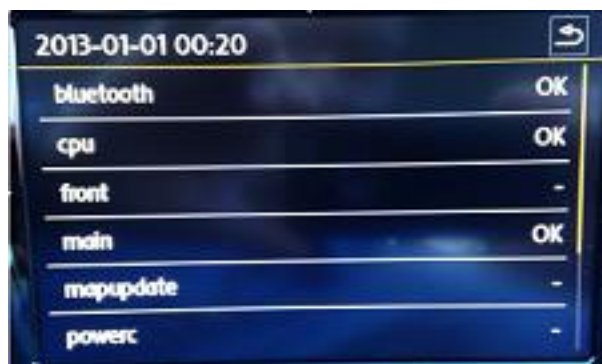 2013-01-01 00:20
bluetooth OK
cpu OK
front -
main OK
mapupdate -
powerc -